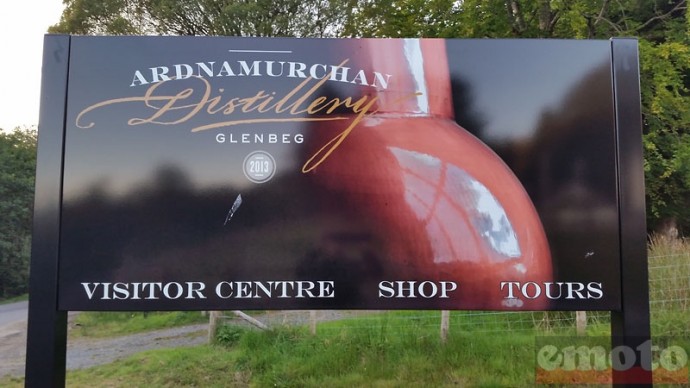 ARDNAMURCHAN
Distillery
GLENBEG
2013
VISITOR CENTRE SHOP TOURS
emoto